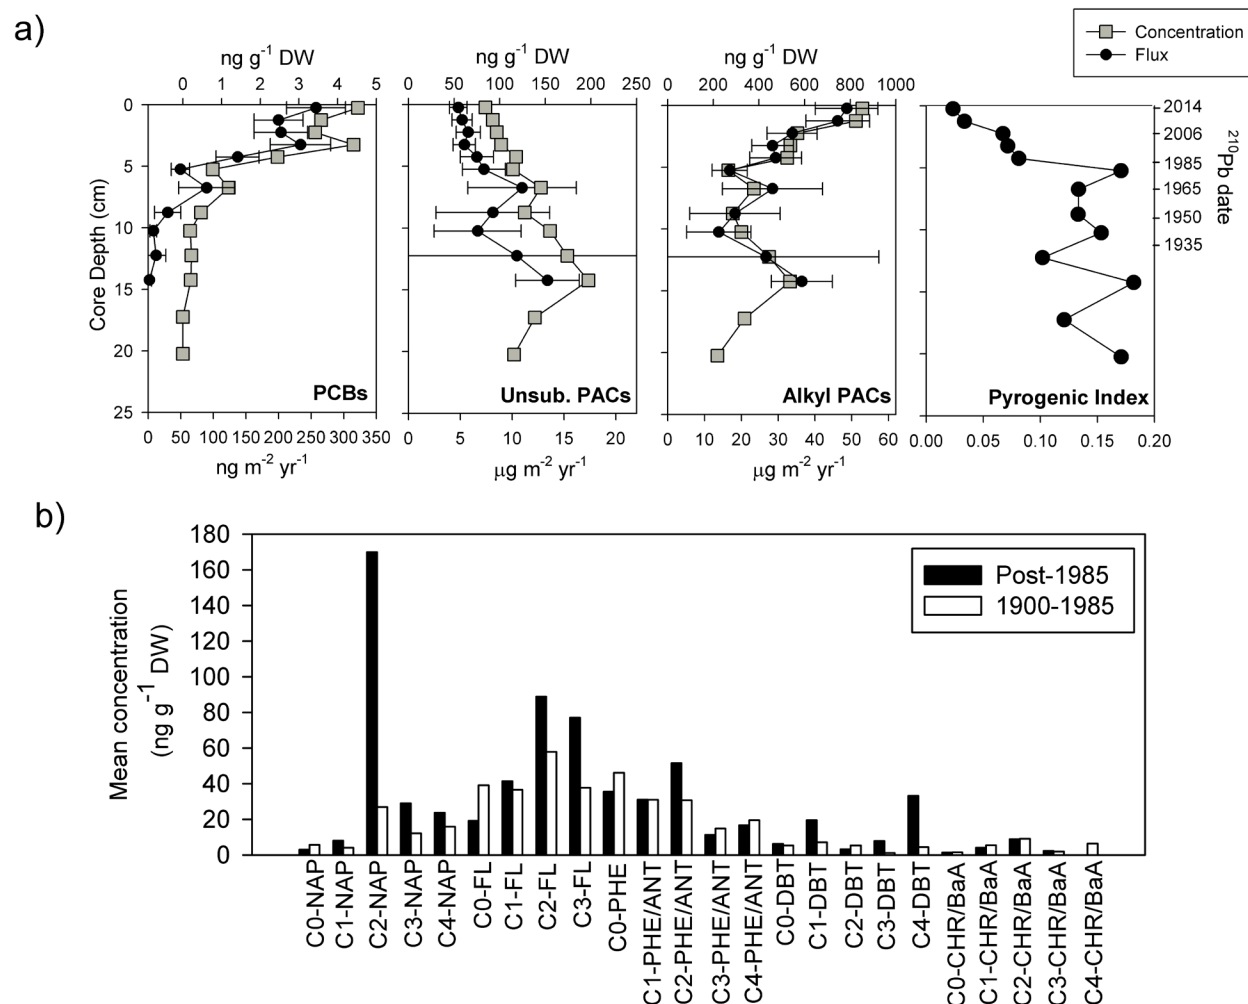 a)
Concentration
Flux
ng g⁻¹ DW
ng g⁻¹ DW
ng g⁻¹ DW
0 1 2 3 4 5
0 50 100 150 200 250
0 200 400 600 800 1000
0
5
10
15
20
25
Core Depth (cm)
2014
2006
1985
1965
1950
1935
²¹⁰Pb date
PCBs
Unsub. PACs
Alkyl PACs
Pyrogenic Index
0 50 100 150 200 250 300 350
0 5 10 15 20
0 10 20 30 40 50 60
0.00 0.05 0.10 0.15 0.20
ng m⁻² yr⁻¹
μg m⁻² yr⁻¹
μg m⁻² yr⁻¹
b)
180
160
140
120
100
80
60
40
20
0
Mean concentration
(ng g⁻¹ DW)
Post-1985
1900-1985
C0-NAP
C1-NAP
C2-NAP
C3-NAP
C4-NAP
C0-FL
C1-FL
C2-FL
C3-FL
C0-PHE
C1-PHE/ANT
C2-PHE/ANT
C3-PHE/ANT
C4-PHE/ANT
C0-DBT
C1-DBT
C2-DBT
C3-DBT
C4-DBT
C0-CHR/BaA
C1-CHR/BaA
C2-CHR/BaA
C3-CHR/BaA
C4-CHR/BaA